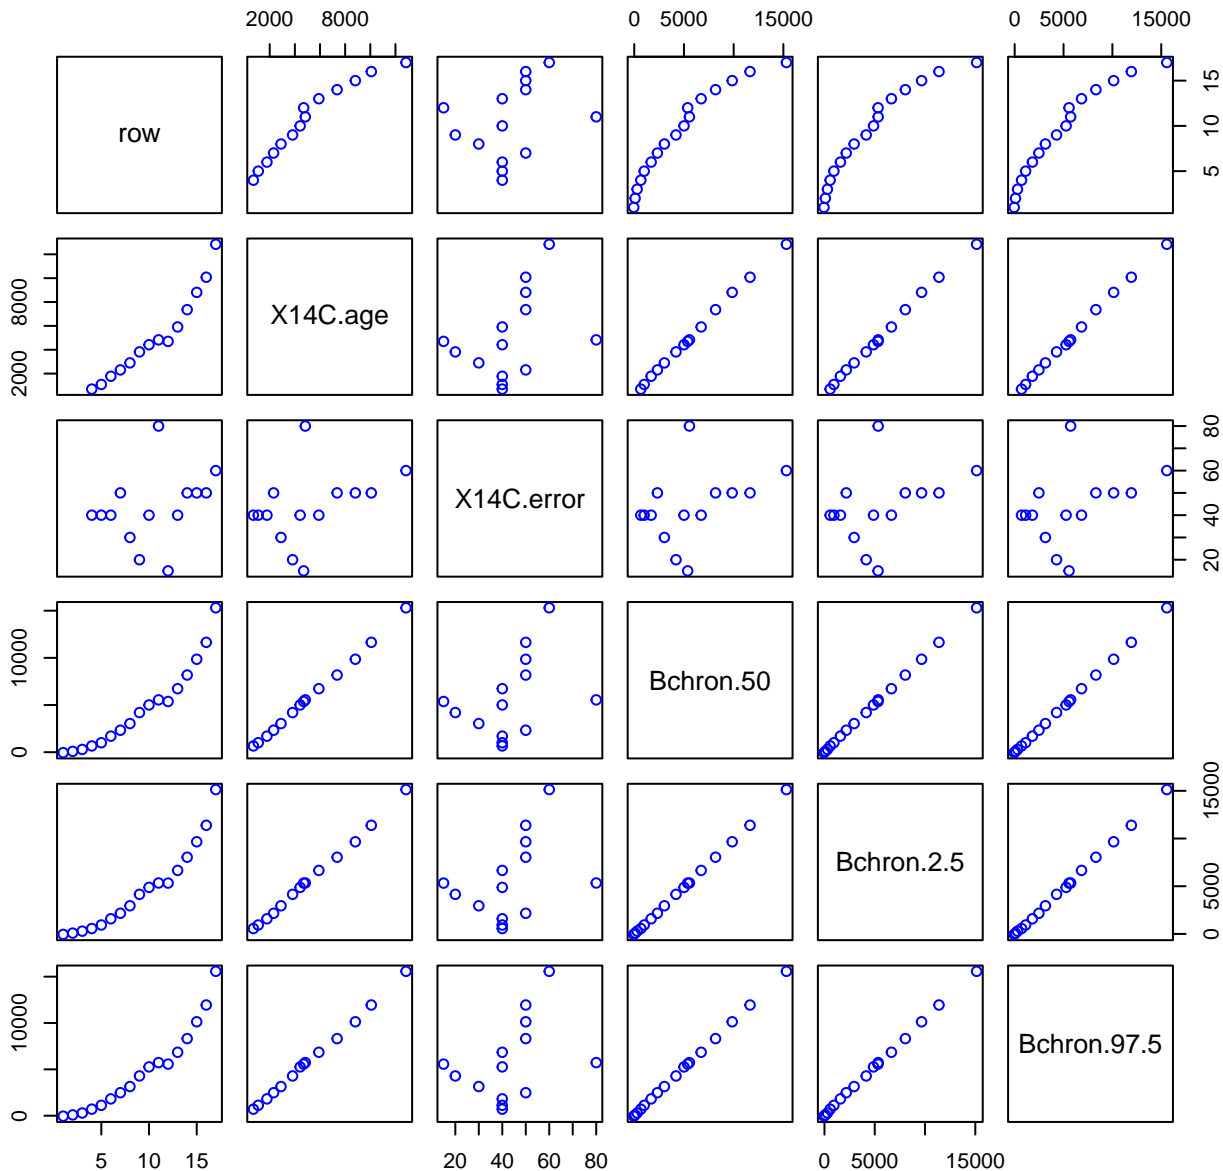 2000 8000 0 5000 15000 0 5000 15000
row 5 10 15
2000 8000 X14C.age
X14C.error 20 40 60 80
0 10000 Bchron.50
Bchron.2.5 0 5000 15000
0 10000 Bchron.97.5
5 10 15 20 40 60 80 0 5000 15000